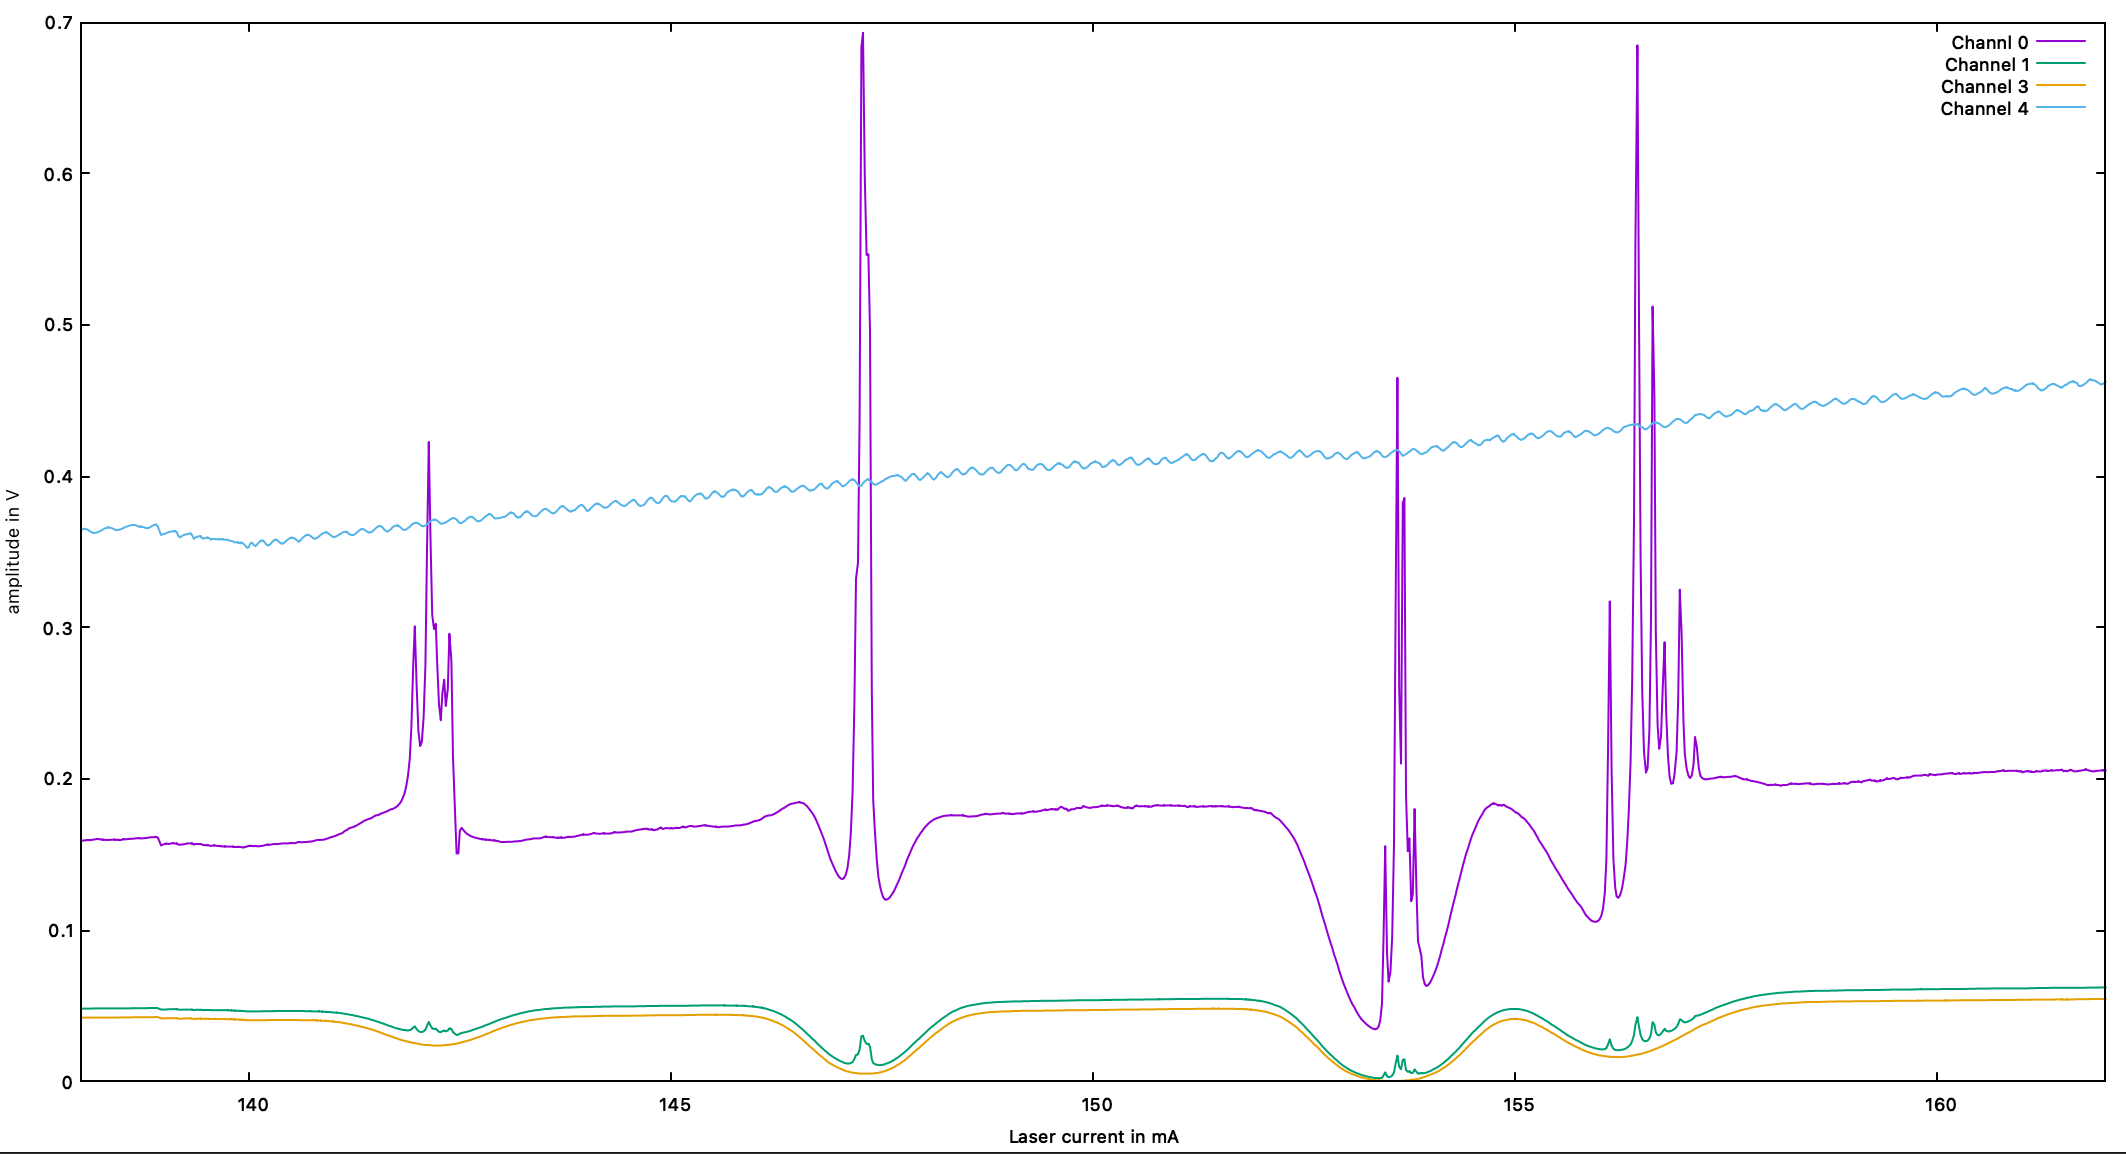 0.7
0.6
0.5
0.4
0.3
0.2
0.1
0
amplitude in V
Channl 0
Channel 1
Channel 3
Channel 4
140 145 150 155 160
Laser current in mA